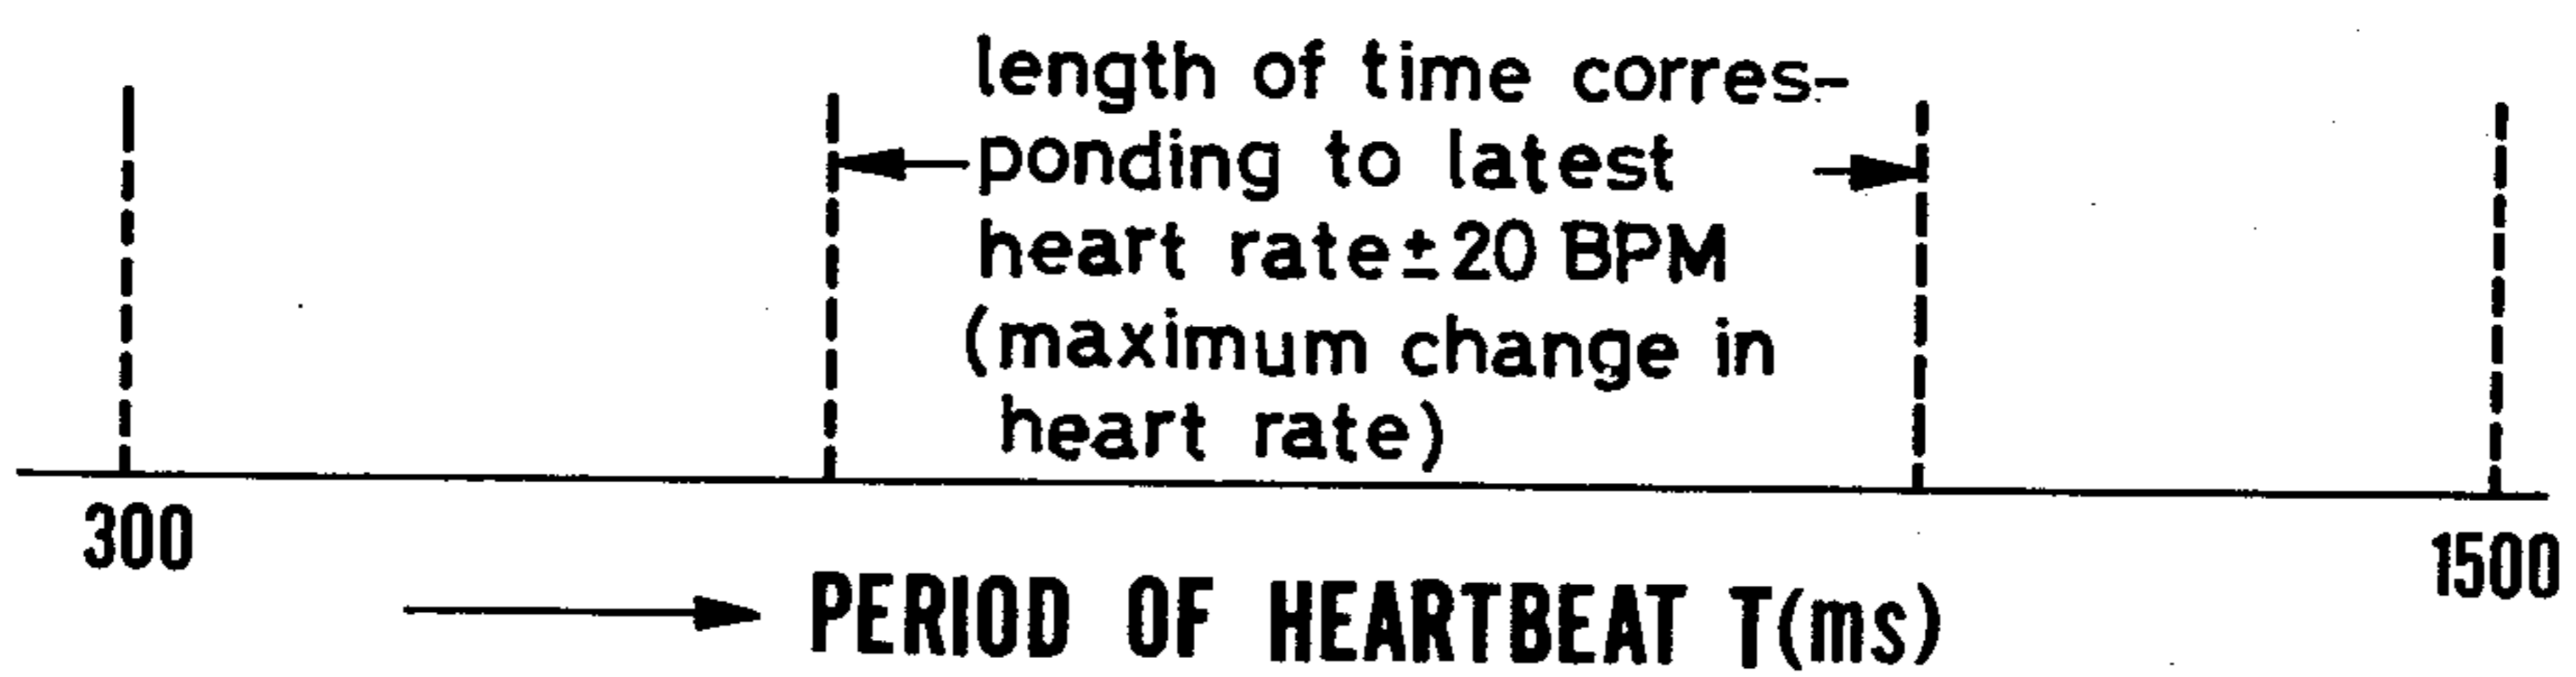 length of time corres-
ponding to latest
heart rate±20 BPM
(maximum change in
heart rate)
300
1500
PERIOD OF HEARTBEAT T(ms)